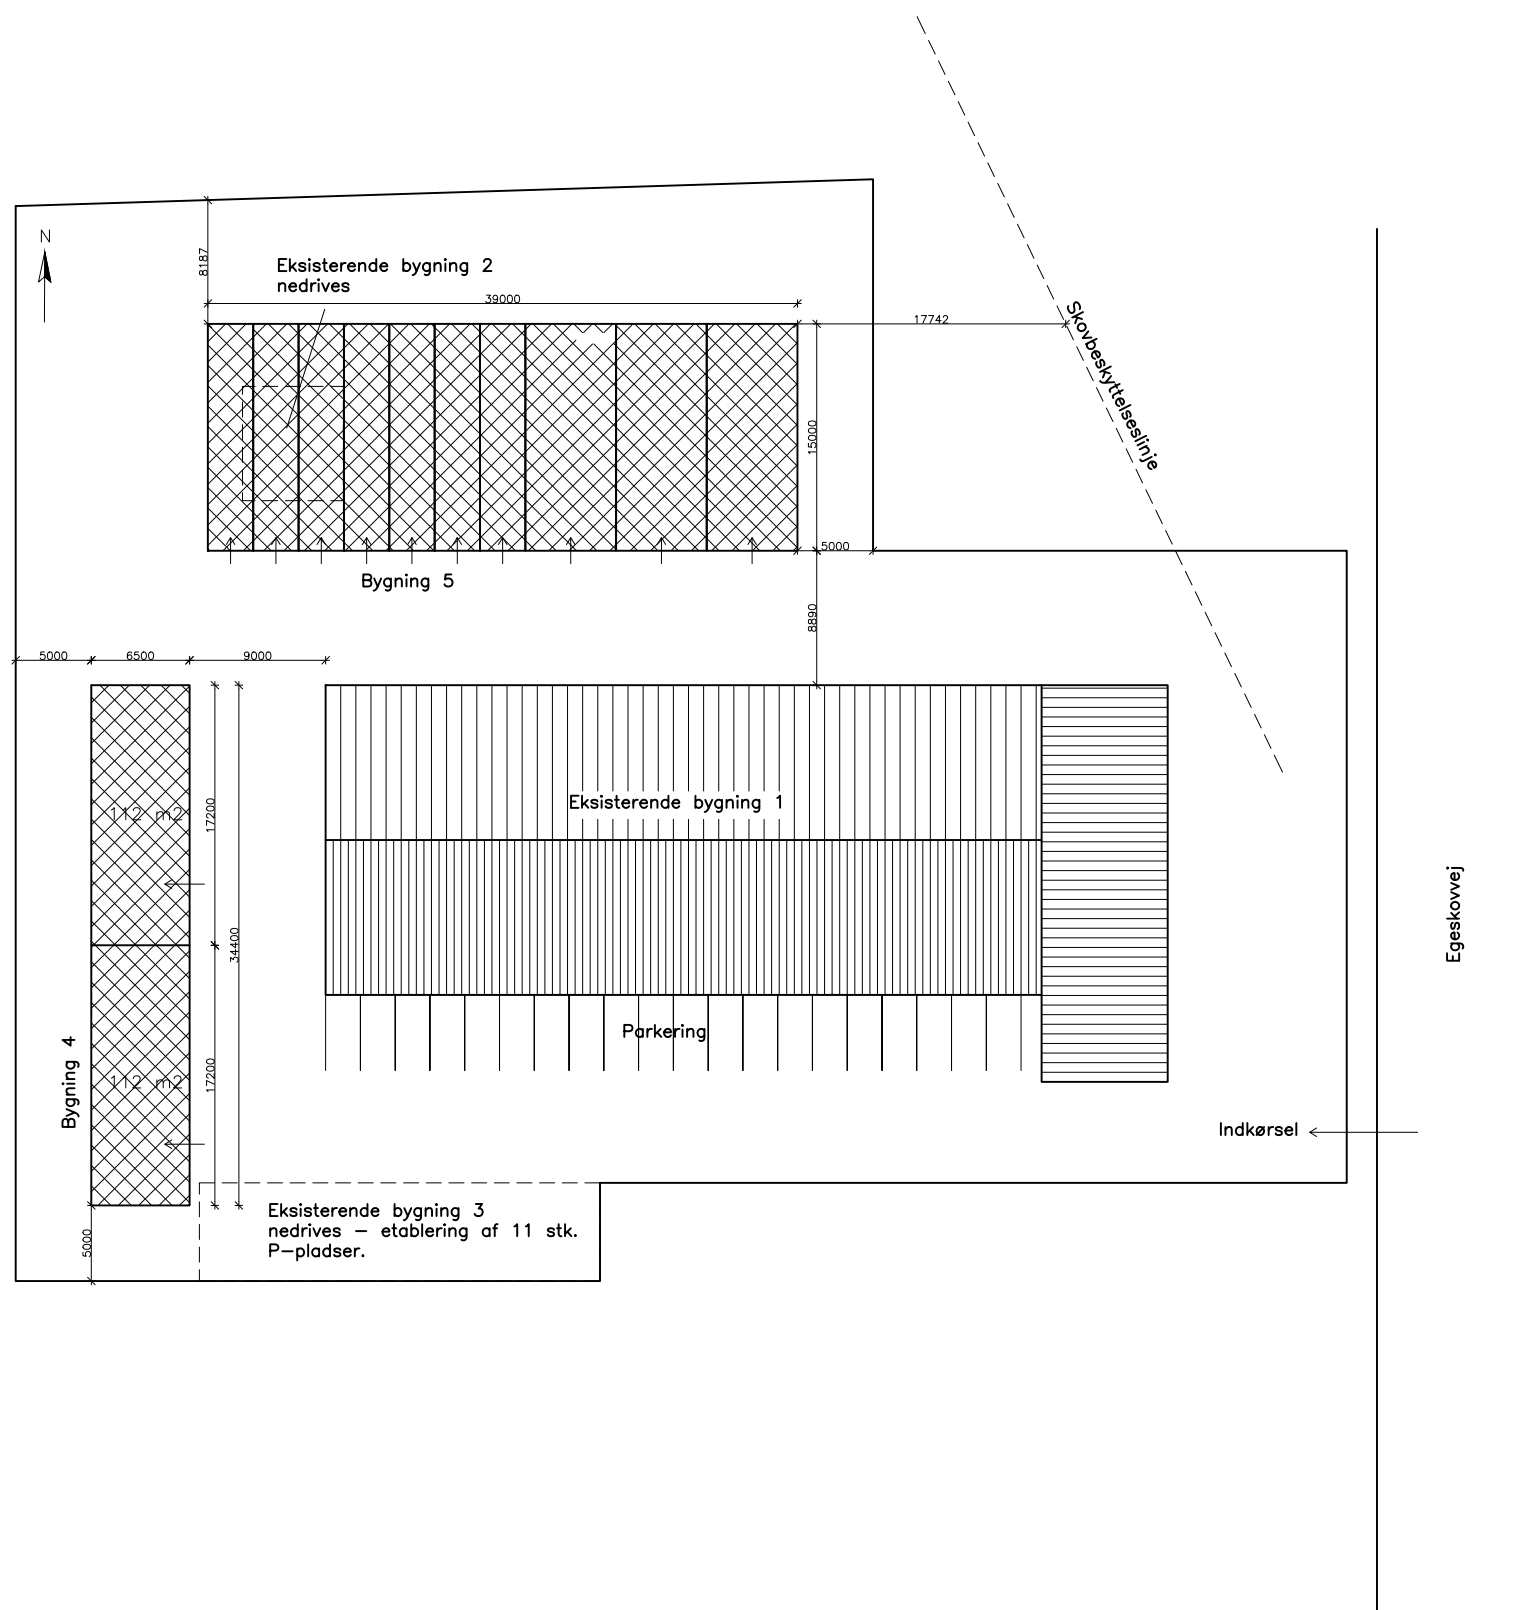 N
8187
Eksisterende bygning 2
nedrives
39000
17742
Skovbeskyttelseslinje
15000
5000
Bygning 5
8890
5000
6500
9000
112 m2
17200
Eksisterende bygning 1
Egeskovvej
34400
Parkering
Bygning 4
112 m2
17200
Indkørsel
Eksisterende bygning 3
nedrives – etablering af 11 stk.
P–pladser.
5000